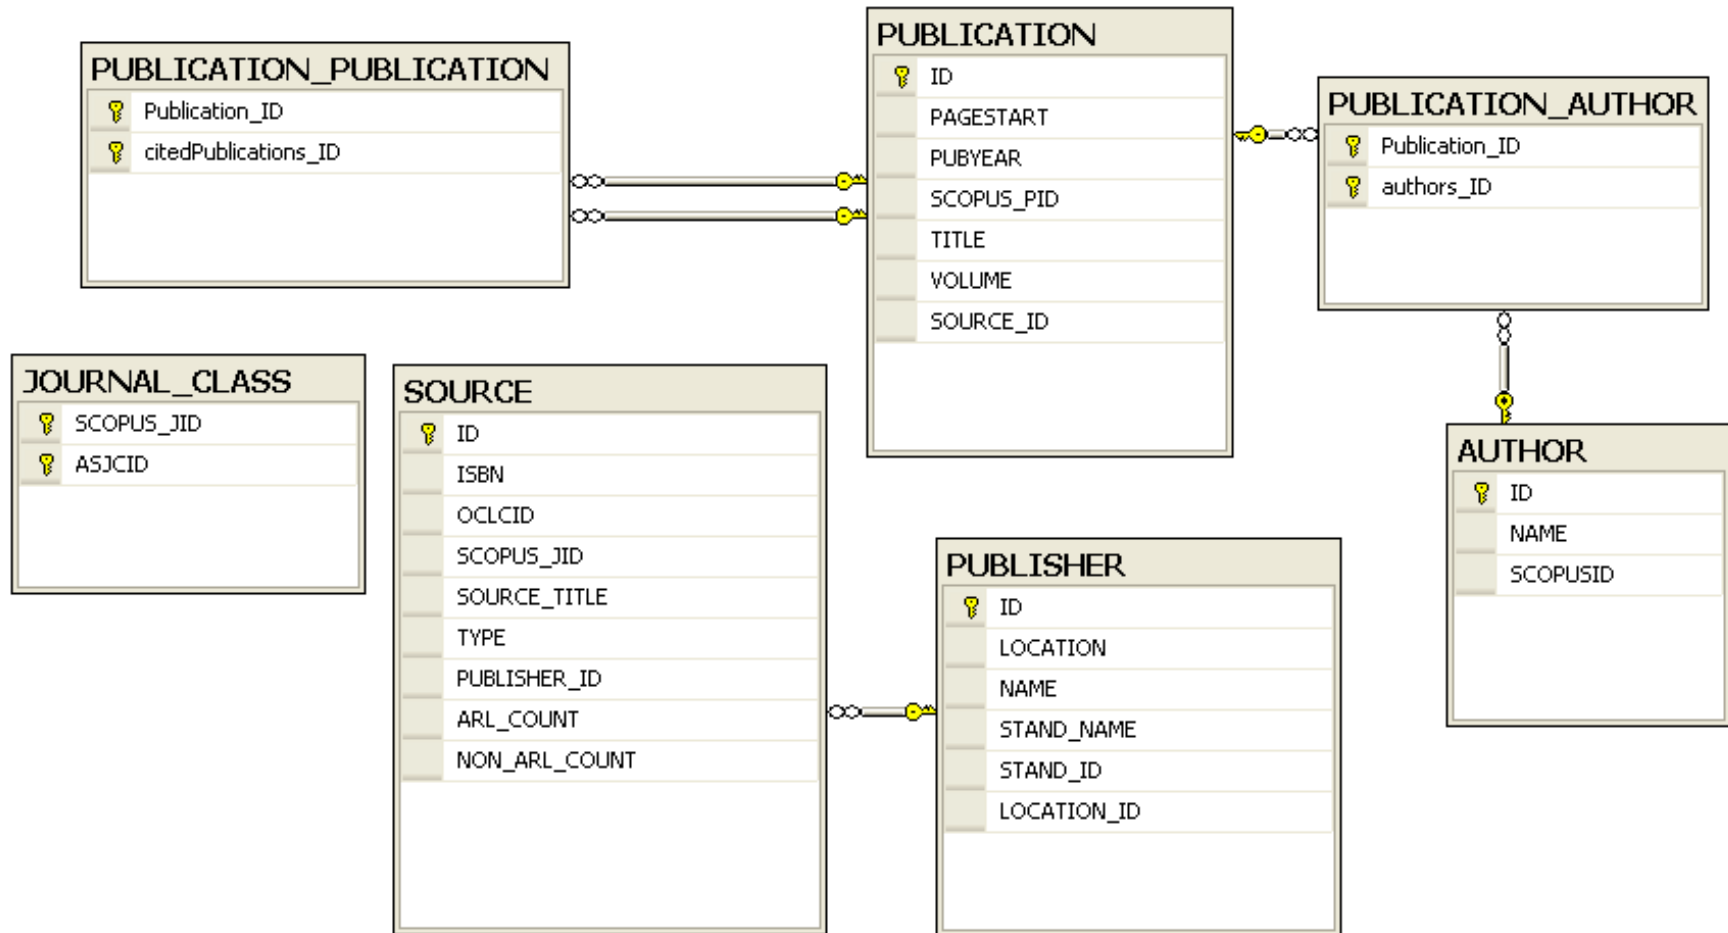 PUBLICATION_PUBLICATION
Publication_ID
citedPublications_ID
PUBLICATION
ID
PAGESTART
PUBYEAR
SCOPUS_PID
TITLE
VOLUME
SOURCE_ID
PUBLICATION_AUTHOR
Publication_ID
authors_ID
JOURNAL_CLASS
SCOPUS_JID
ASJCID
SOURCE
ID
ISBN
OCLCID
SCOPUS_JID
SOURCE_TITLE
TYPE
PUBLISHER_ID
ARL_COUNT
NON_ARL_COUNT
PUBLISHER
ID
LOCATION
NAME
STAND_NAME
STAND_ID
LOCATION_ID
AUTHOR
ID
NAME
SCOPUSID